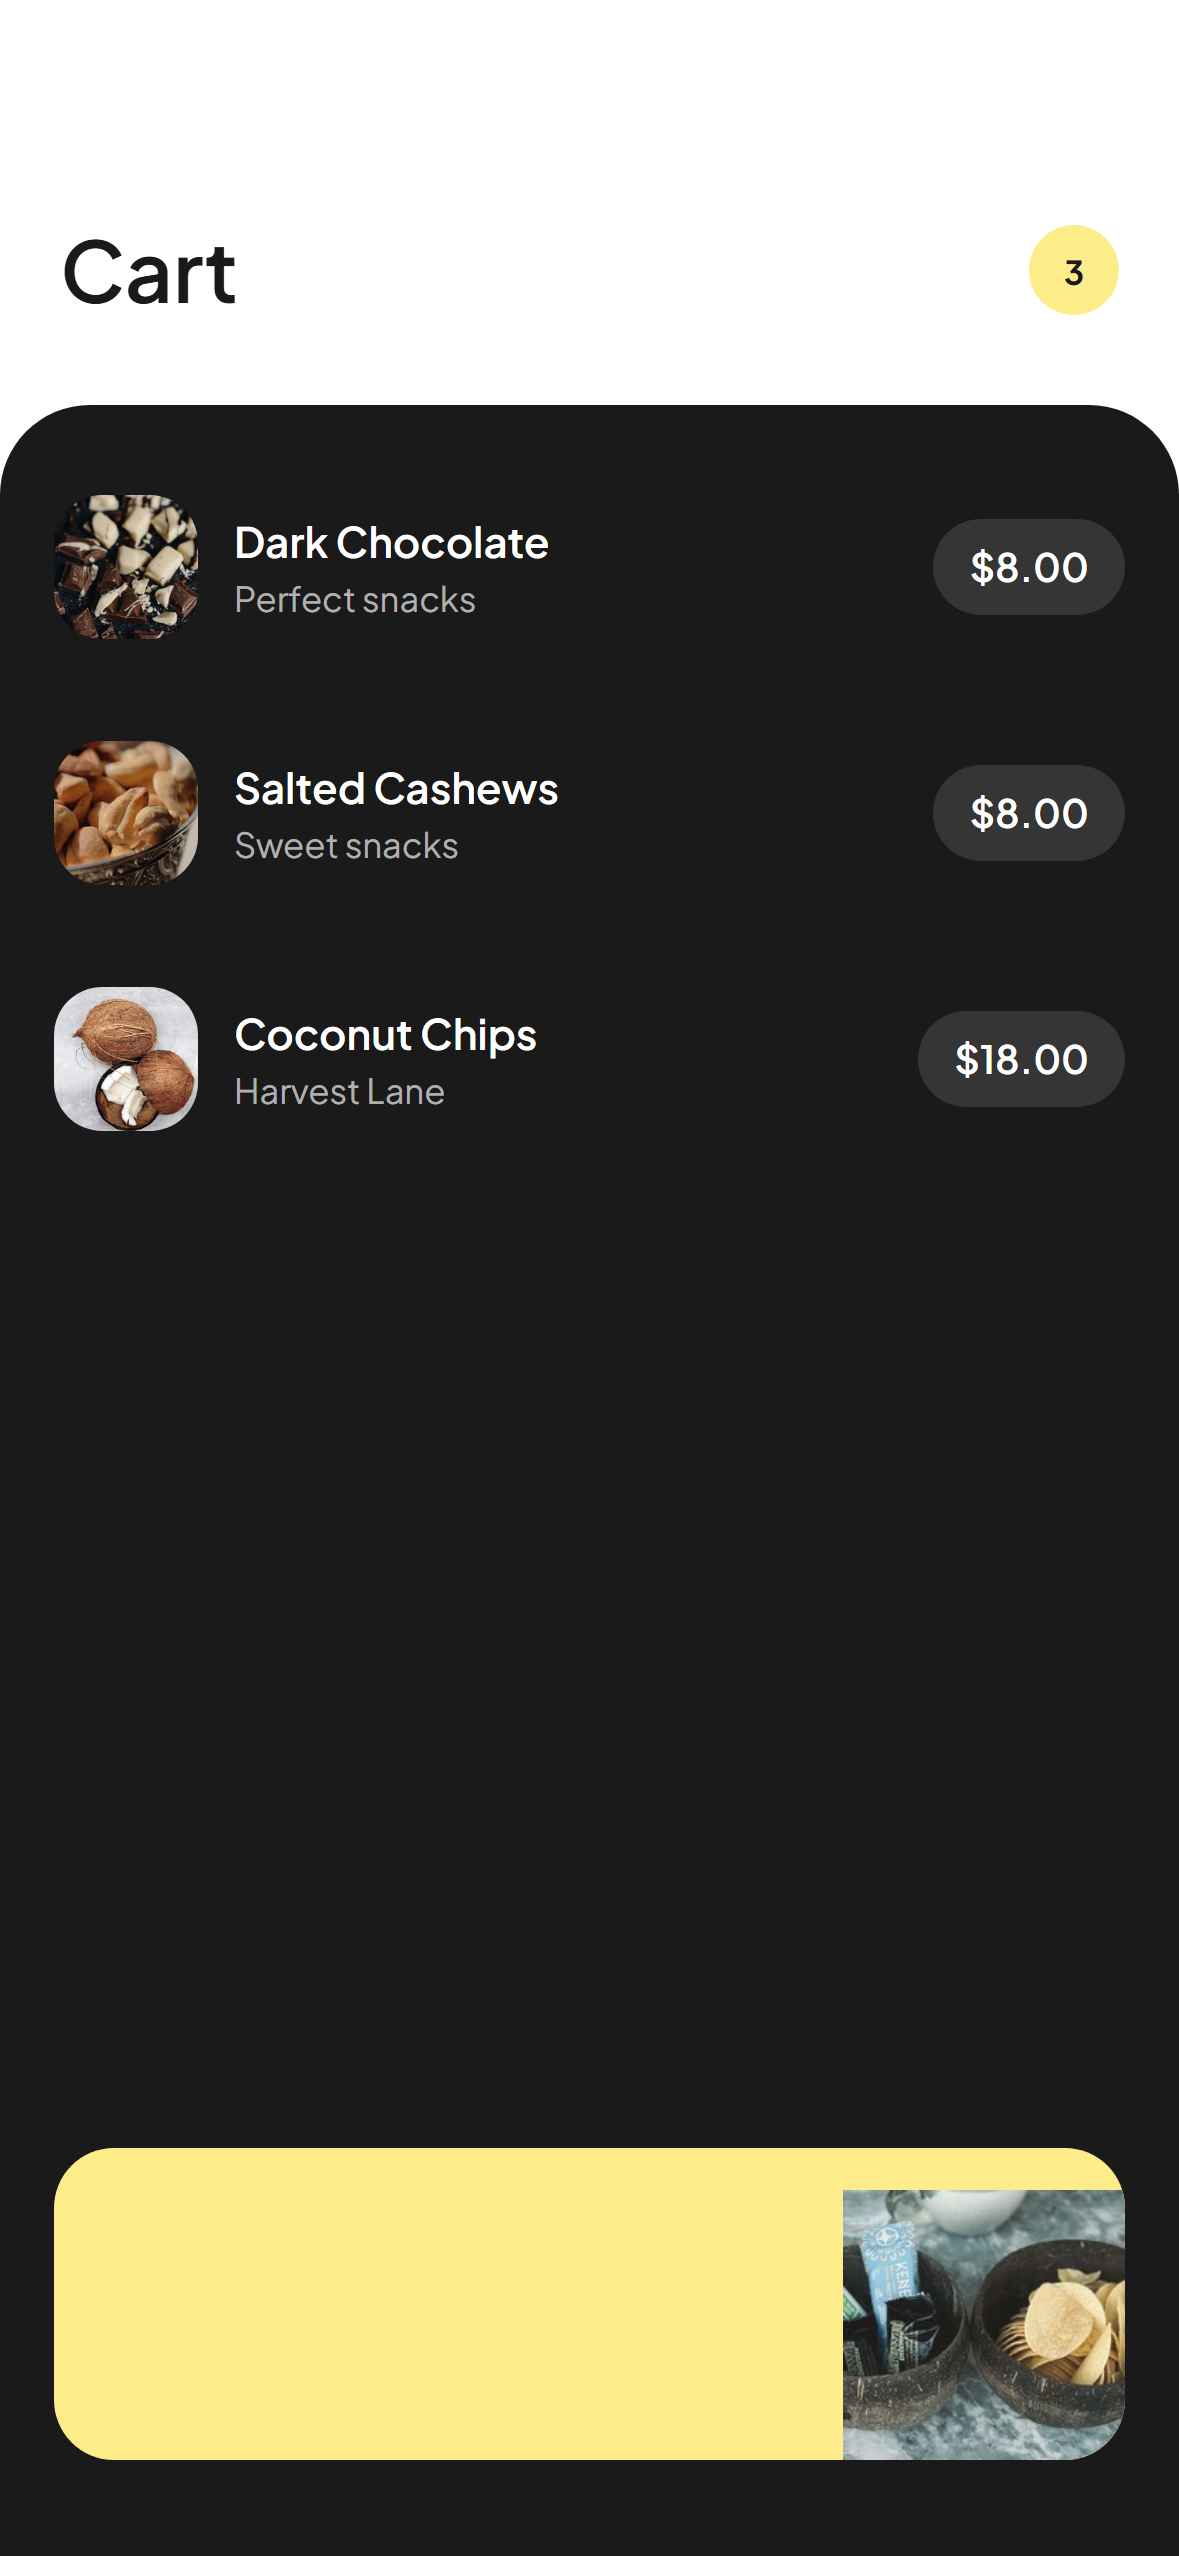 Cart
3
Dark Chocolate
Perfect snacks
$8.00
Salted Cashews
Sweet snacks
$8.00
Coconut Chips
Harvest Lane
$18.00
KENE